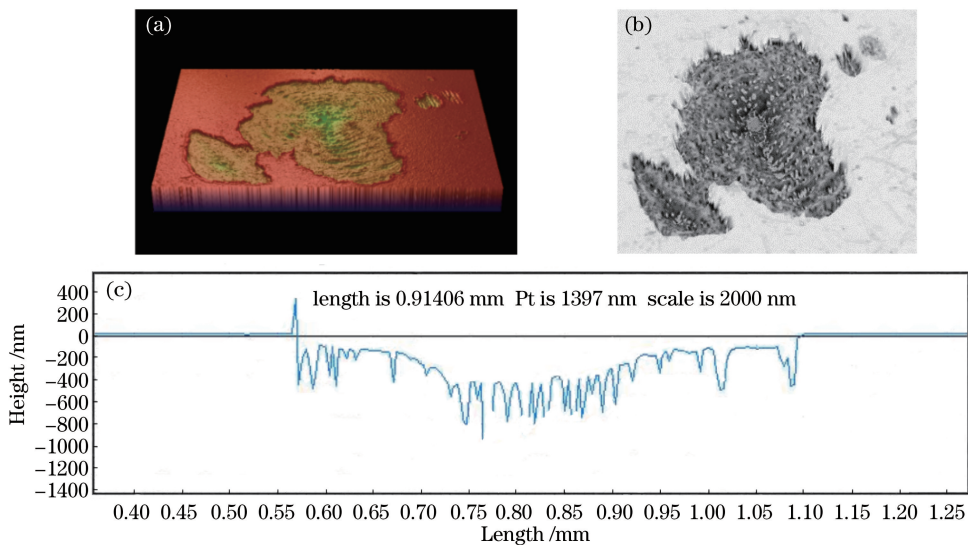 (a)
(b)
(c)
length is 0.91406 mm Pt is 1397 nm scale is 2000 nm
Height /nm
400
200
0
−200
−400
−600
−800
−1000
−1200
−1400
0.40 0.45 0.50 0.55 0.60 0.65 0.70 0.75 0.80 0.85 0.90 0.95 1.00 1.05 1.10 1.15 1.20 1.25
Length /mm